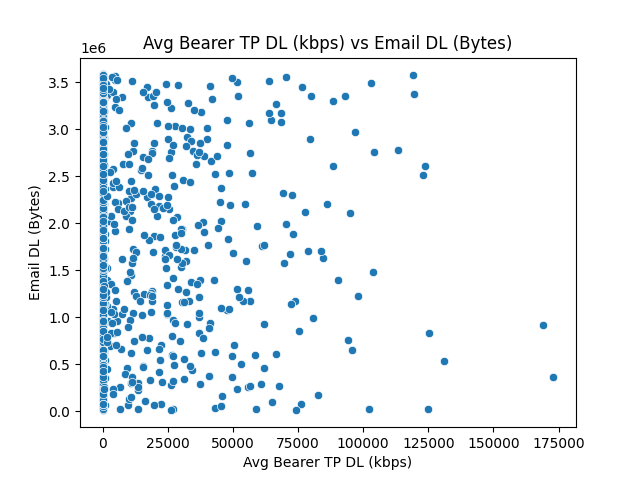 Avg Bearer TP DL (kbps) vs Email DL (Bytes)
1e6
3.5
3.0
2.5
2.0
1.5
1.0
0.5
0.0
Email DL (Bytes)
0 25000 50000 75000 100000 125000 150000 175000
Avg Bearer TP DL (kbps)